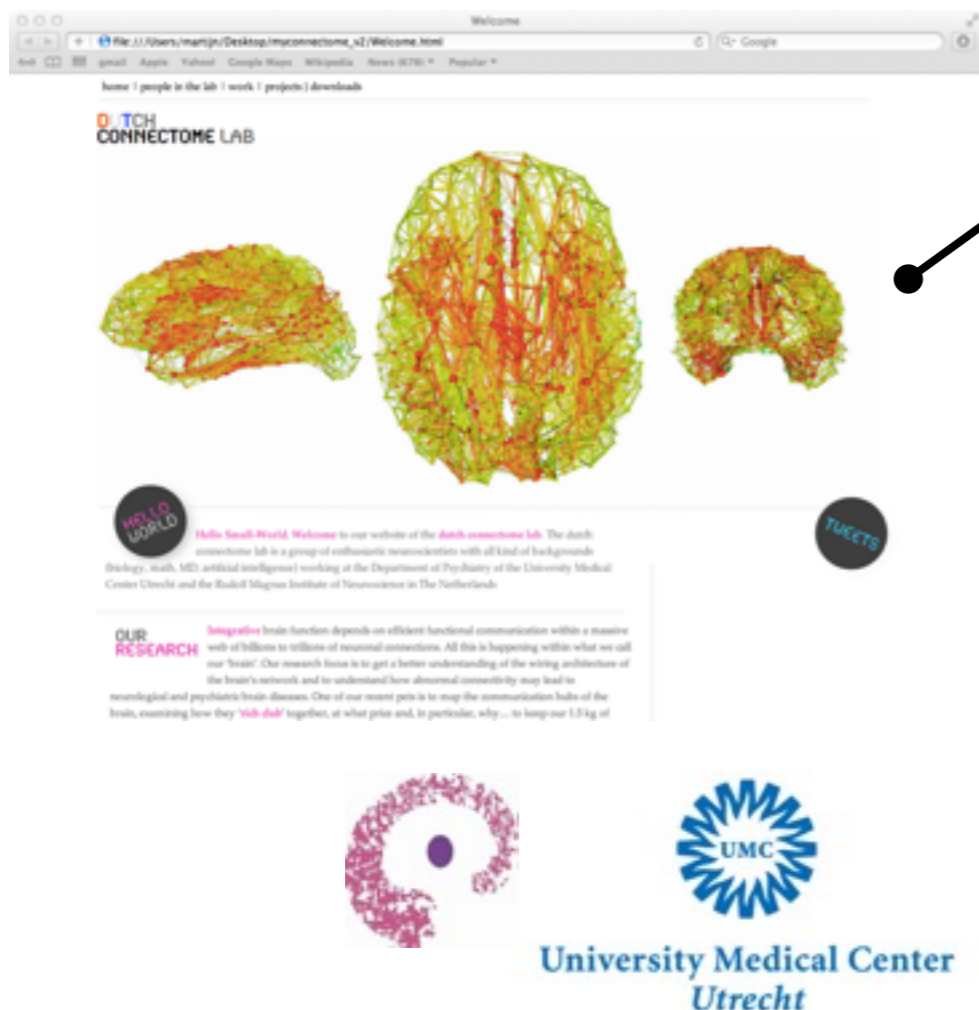 Welcome
file:///Users/martijn/Desktop/myconnectome_v2/Welcome.html
Google
gmail Apple Yahoo! Google Maps Wikipedia News (679) Popular
home | people in the lab | work | projects | downloads
DUTCH
CONNECTOME LAB
HELLO
WORLD
TWEETS
Hello Small-World, Welcome to our website of the dutch connectome lab. The dutch
connectome lab is a group of enthusiastic neuroscientists with all kind of backgrounds
(biology, math, MD, artificial intelligence) working at the Department of Psychiatry of the University Medical
Center Utrecht and the Rudolf Magnus Institute of Neuroscience in The Netherlands
OUR
RESEARCH
Integrative brain function depends on efficient functional communication within a massive
web of billions to trillions of neuronal connections. All this is happening within what we call
our 'brain'. Our research focus is to get a better understanding of the wiring architecture of
the brain's network and to understand how abnormal connectivity may lead to
neurological and psychiatric brain diseases. One of our recent pets is to map the communication hubs of the
brain, examining how they 'rich club' together, at what price and, in particular, why.... to keep our 1.5 kg of
UMC
University Medical Center
Utrecht